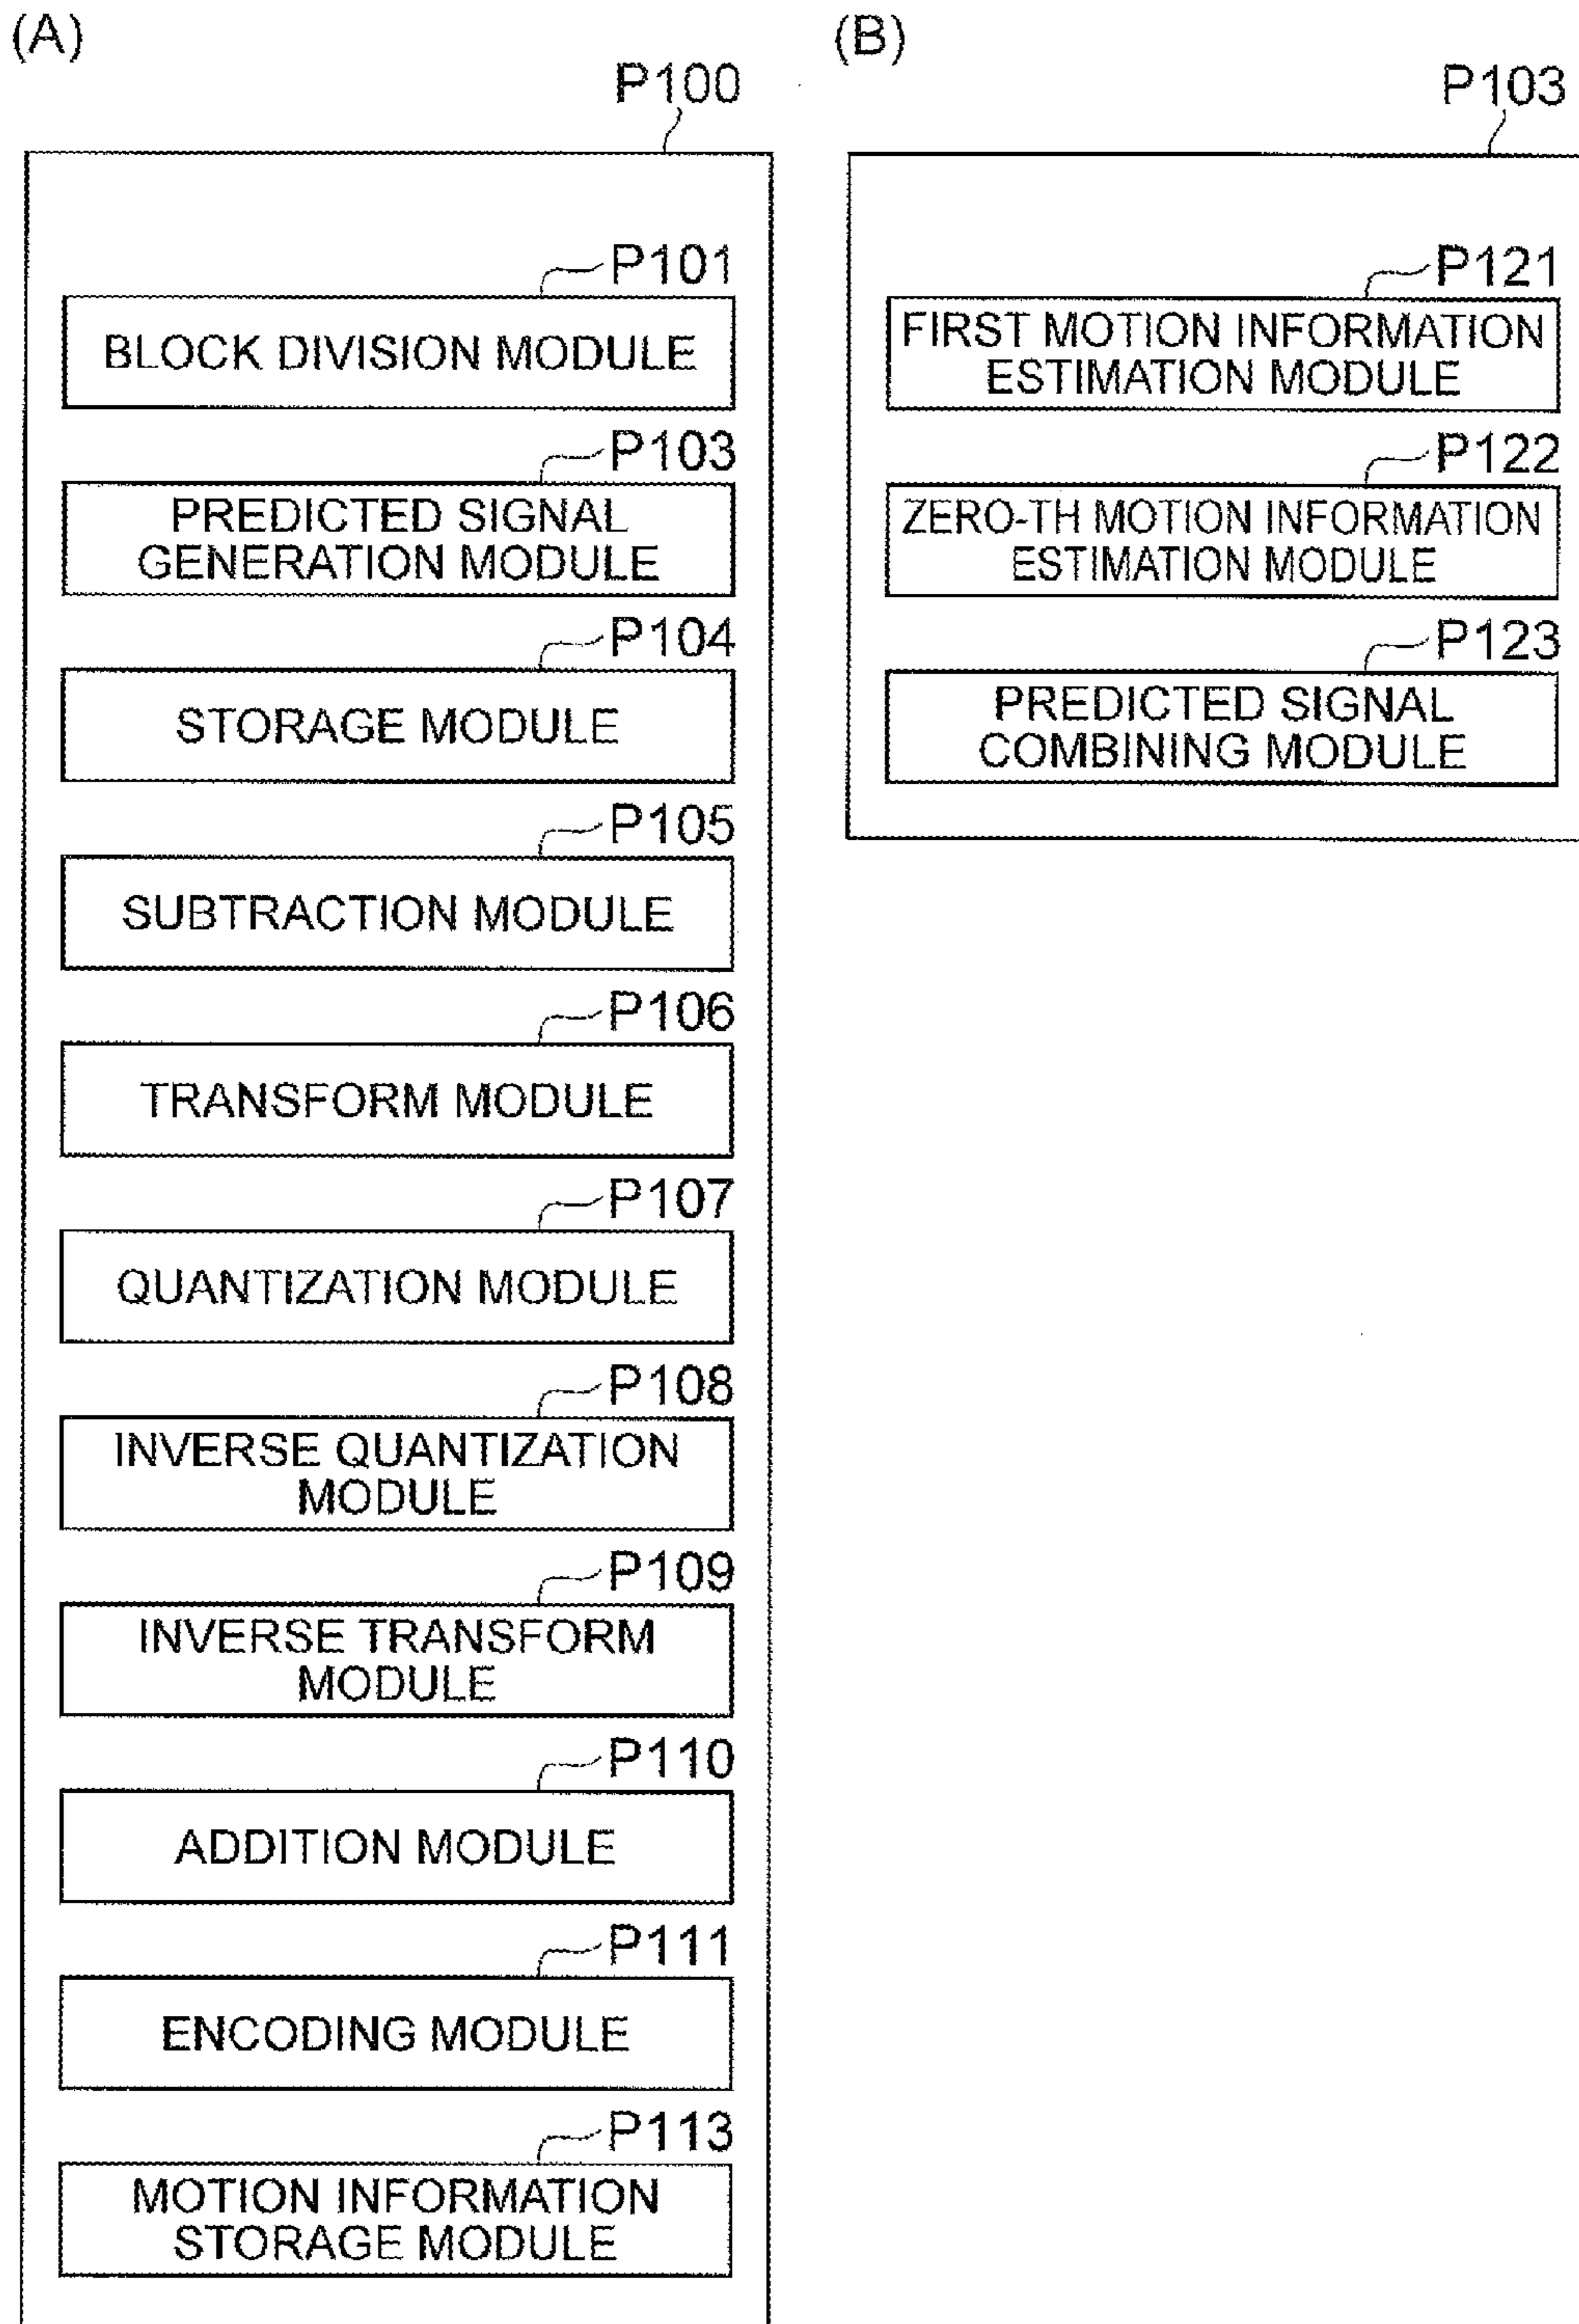 (A)
P100
P101
BLOCK DIVISION MODULE
P103
PREDICTED SIGNAL
GENERATION MODULE
P104
STORAGE MODULE
P105
SUBTRACTION MODULE
P106
TRANSFORM MODULE
P107
QUANTIZATION MODULE
P108
INVERSE QUANTIZATION
MODULE
P109
INVERSE TRANSFORM
MODULE
P110
ADDITION MODULE
P111
ENCODING MODULE
P113
MOTION INFORMATION
STORAGE MODULE
(B)
P103
P121
FIRST MOTION INFORMATION
ESTIMATION MODULE
P122
ZERO-TH MOTION INFORMATION
ESTIMATION MODULE
P123
PREDICTED SIGNAL
COMBINING MODULE